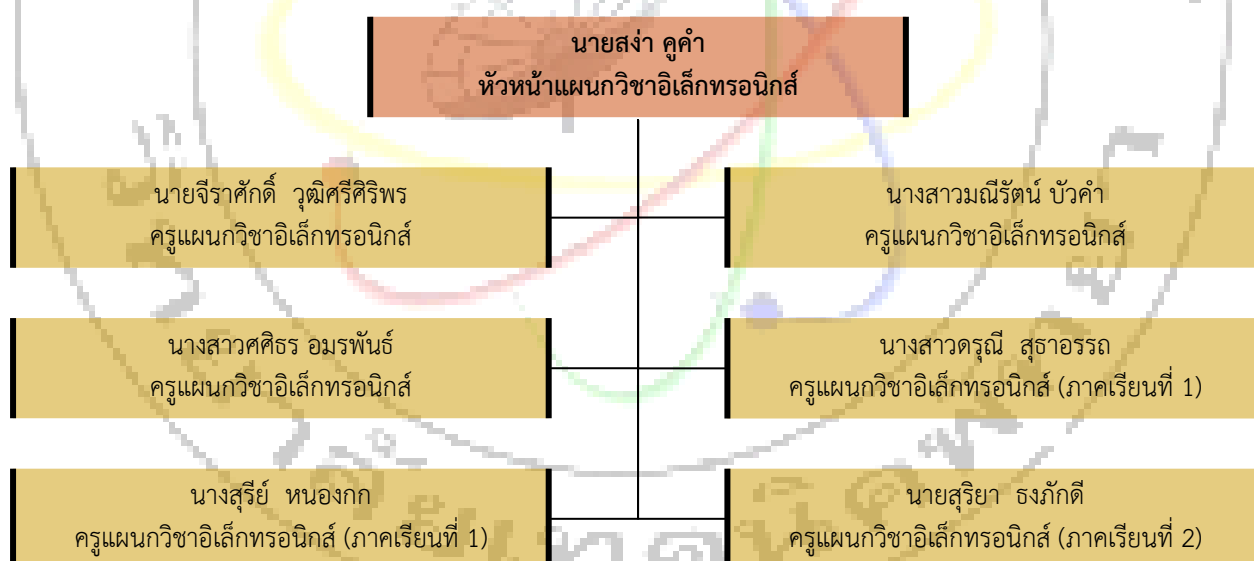 นายสง่า คูคำ
หัวหน้าแผนกวิชาอิเล็กทรอนิกส์
นายจีราศักดิ์ วุฒิศรีศิริพร
ครูแผนกวิชาอิเล็กทรอนิกส์
นางสาวมณีรัตน์ บัวคำ
ครูแผนกวิชาอิเล็กทรอนิกส์
นางสาวศศิธร อมรพันธ์
ครูแผนกวิชาอิเล็กทรอนิกส์
นางสาวดรุณี สุธาอรรถ
ครูแผนกวิชาอิเล็กทรอนิกส์ (ภาคเรียนที่ 1)
นางสุรีย์ หนองกก
ครูแผนกวิชาอิเล็กทรอนิกส์ (ภาคเรียนที่ 1)
นายสุริยา ธงภักดี
ครูแผนกวิชาอิเล็กทรอนิกส์ (ภาคเรียนที่ 2)